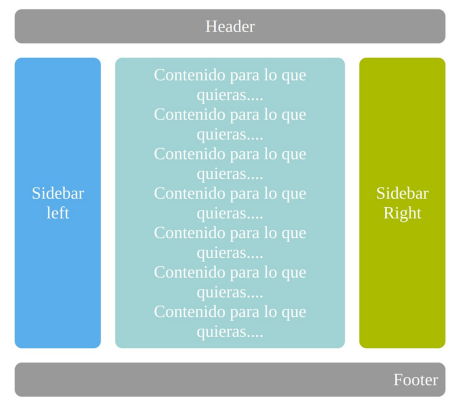 Header
Sidebar
left
Contenido para lo que
quieras....
Contenido para lo que
quieras....
Contenido para lo que
quieras....
Contenido para lo que
quieras....
Contenido para lo que
quieras....
Contenido para lo que
quieras....
Contenido para lo que
quieras....
Sidebar
Right
Footer